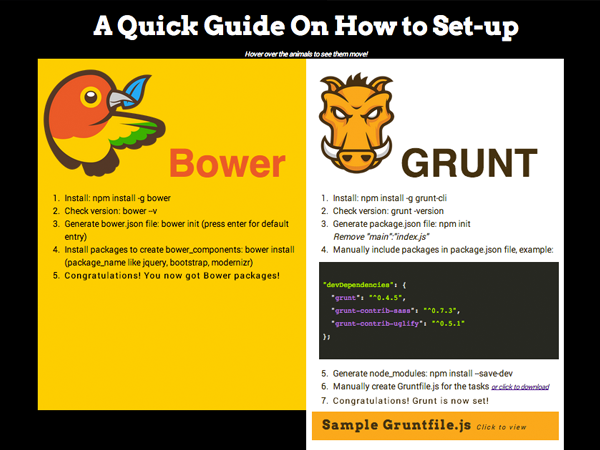 A Quick Guide On How to Set-up
Hover over the animals to see them move!
Bower
1. Install: npm install -g bower
2. Check version: bower –v
3. Generate bower.json file: bower init (press enter for default
entry)
4. Install packages to create bower_components: bower install
(package_name like jquery, bootstrap, modernizr)
5. Congratulations! You now got Bower packages!
GRUNT
1. Install: npm install -g grunt-cli
2. Check version: grunt -version
3. Generate package.json file: npm init
Remove "main":"index.js"
4. Manually include packages in package.json file, example:
"devDependencies": {
"grunt": "^0.4.5",
"grunt-contrib-sass": "^0.7.3",
"grunt-contrib-uglify": "^0.5.1"
};
5. Generate node_modules: npm install –save-dev
6. Manually create Gruntfile.js for the tasks or click to download
7. Congratulations! Grunt is now set!
Sample Gruntfile.js Click to view